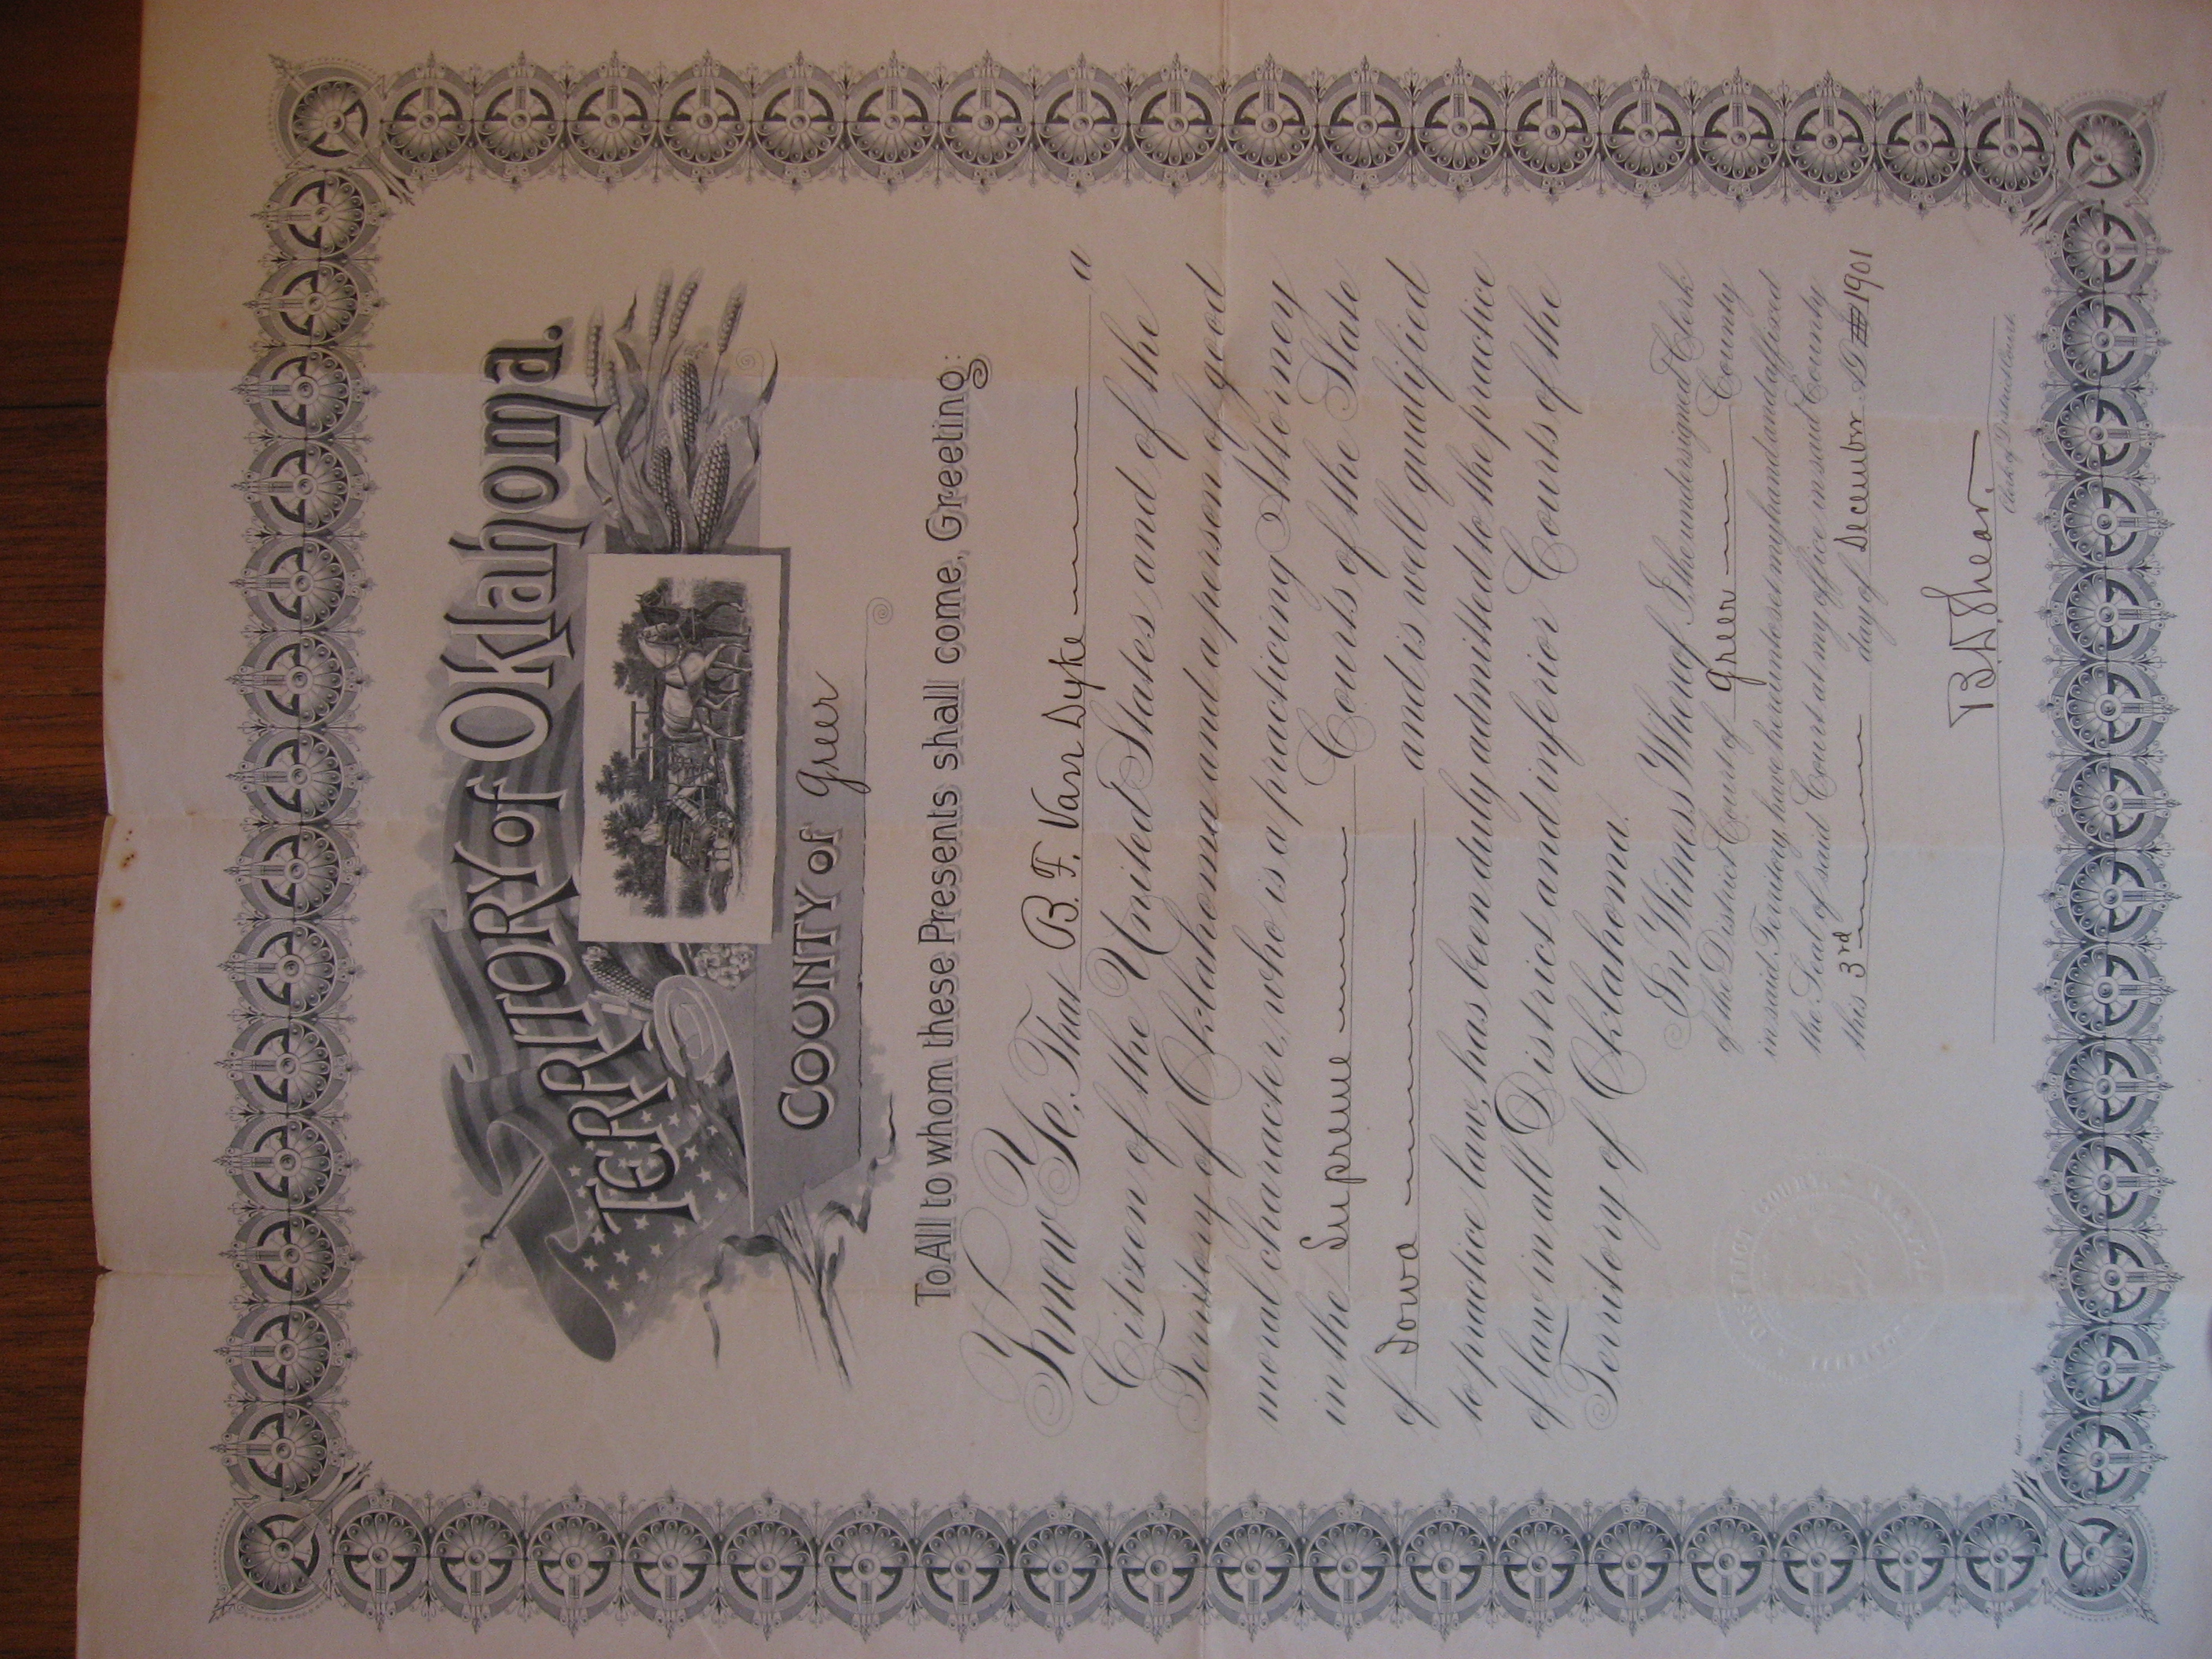 TERRITORY of Oklahoma.
COUNTY of Greer
To All to whom these Presents shall come, Greeting:
Know Ye, That B. F. Van Dyke a
Citizen of the United States and of the
Territory of Oklahoma and a person of good
moral character, who is a practicing Attorney
in the Supreme Courts of the State
of Iowa and is well qualified
to practice law, has been duly admitted to the practice
of law in all District and inferior Courts of the
Territory of Oklahoma.
In Witness Whereof I the undersigned Clerk
of the District Court of Greer County
in said Territory, have hereunto set my hand and affixed
the Seal of said Court at my office in said County
this 3rd day of December A.D. 1901
Shear.
Clerk of District Court
DISTRICT COURT